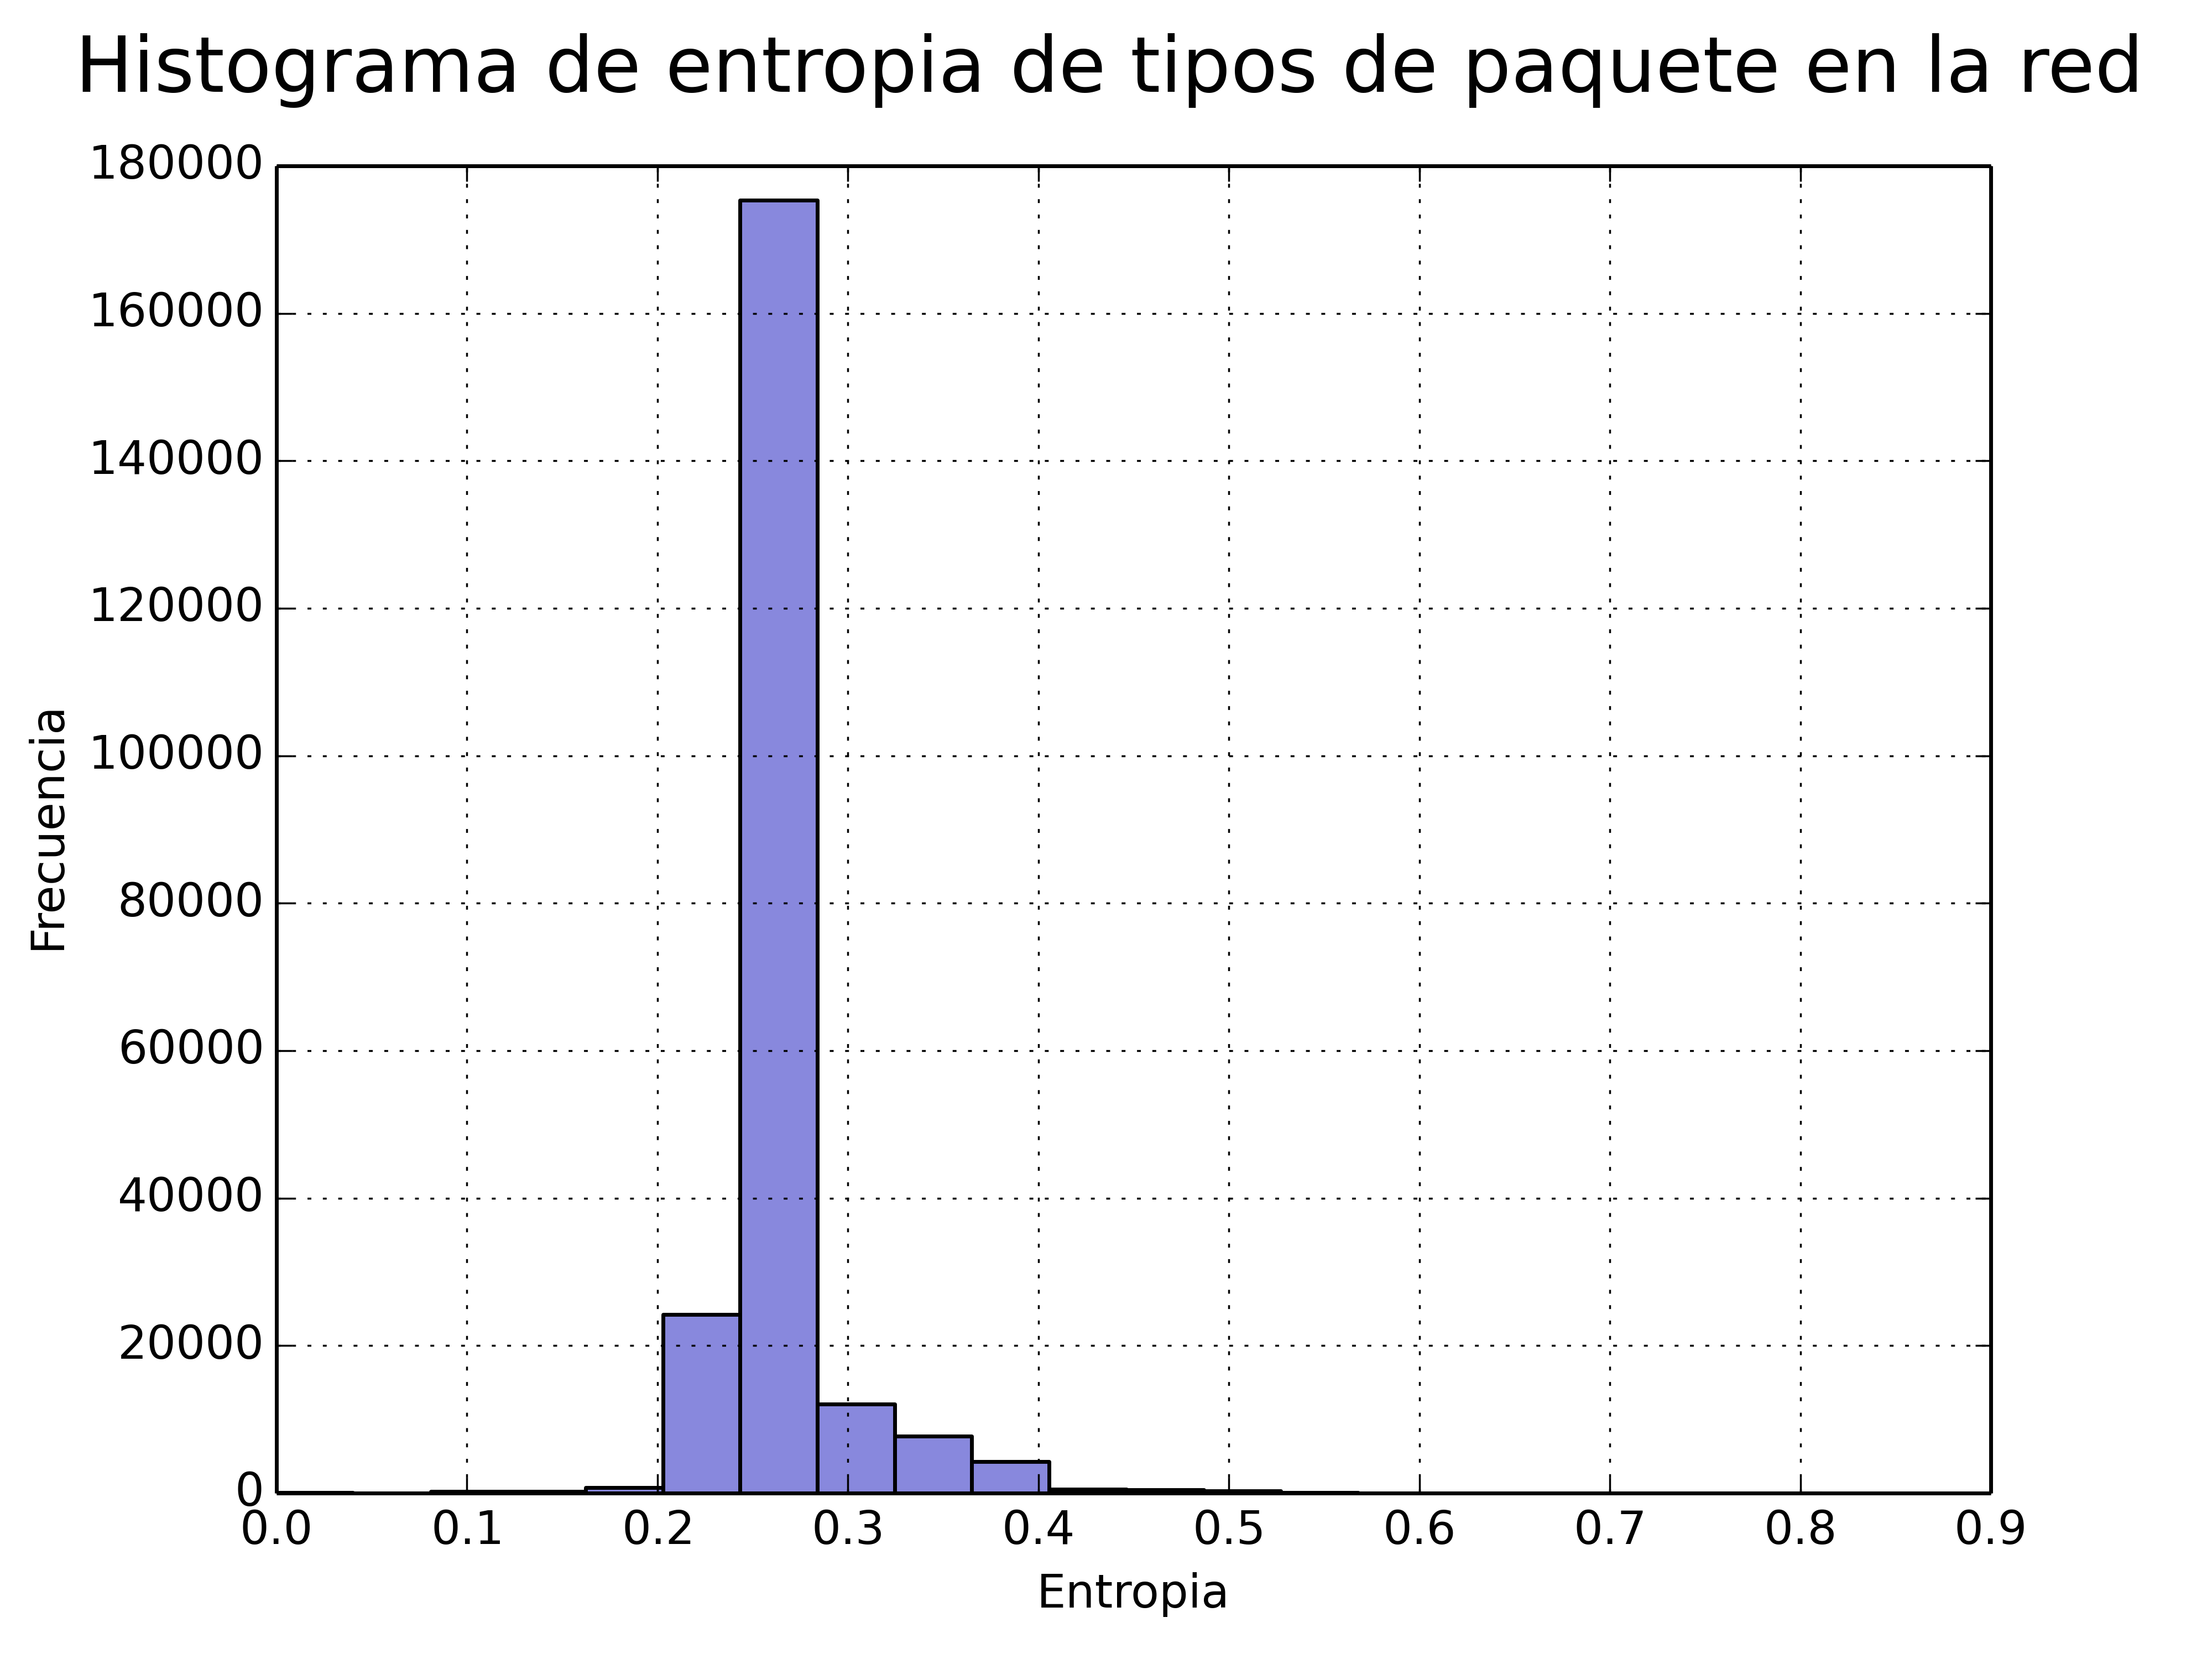 Histograma de entropia de tipos de paquete en la red
180000
160000
140000
120000
100000
80000
60000
40000
20000
0
Frecuencia
0.0 0.1 0.2 0.3 0.4 0.5 0.6 0.7 0.8 0.9
Entropia